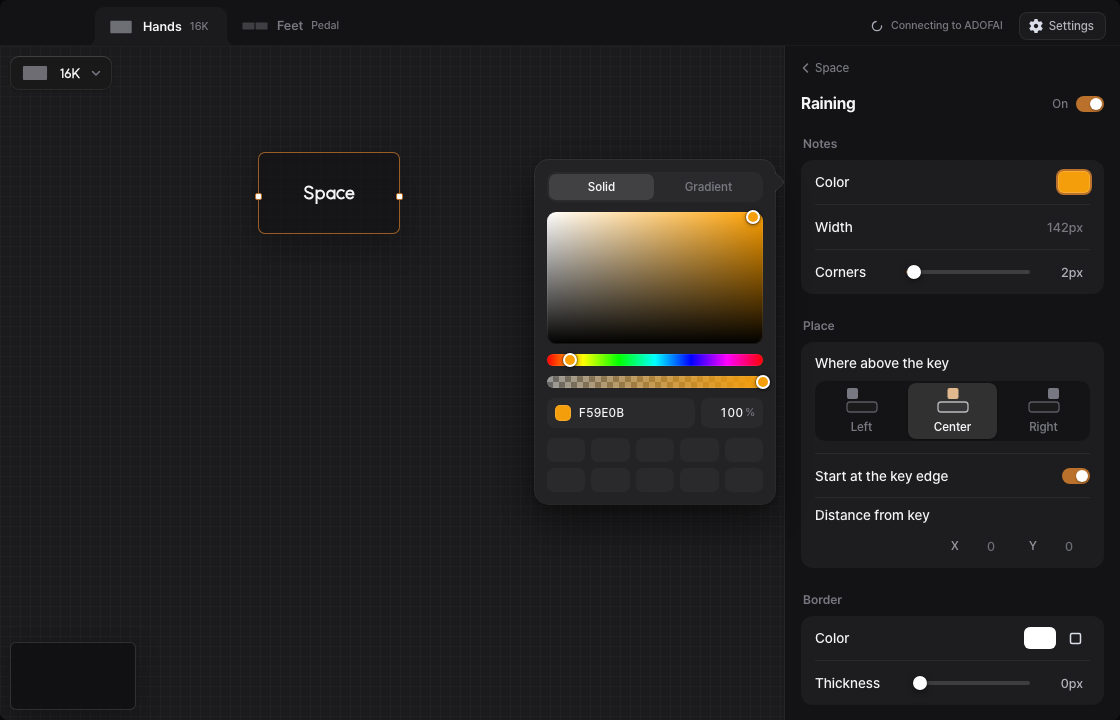 Hands 16K
Feet Pedal
Connecting to ADOFAI
Settings
16K
Space
Solid
Gradient
F59E0B
100 %
Space
Raining
On
Notes
Color
Width 142px
Corners 2px
Place
Where above the key
Left
Center
Right
Start at the key edge
Distance from key
X 0 Y 0
Border
Color
Thickness 0px